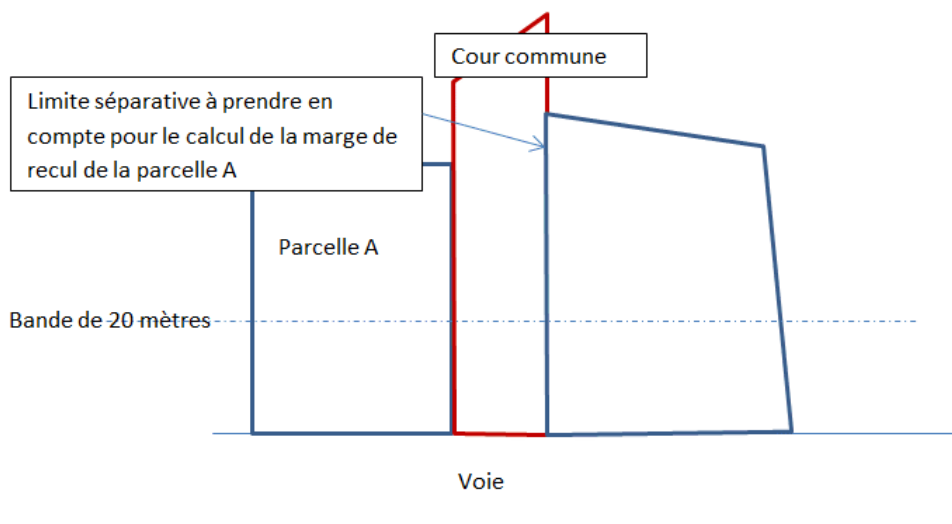 Cour commune
Limite séparative à prendre en
compte pour le calcul de la marge de
recul de la parcelle A
Parcelle A
Bande de 20 mètres
Voie